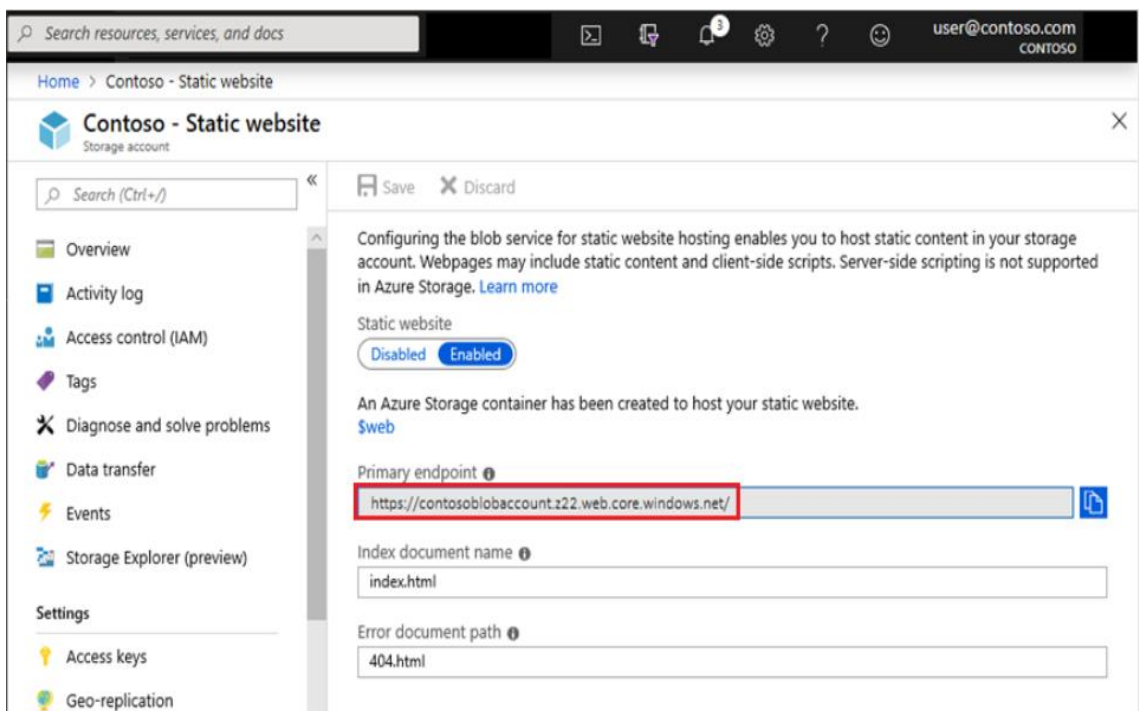 Search resources, services, and docs
3
user@contoso.com
CONTOSO
Home > Contoso - Static website
Contoso - Static website
Storage account
Search (Ctrl+/)
Overview
Activity log
Access control (IAM)
Tags
Diagnose and solve problems
Data transfer
Events
Storage Explorer (preview)
Settings
Access keys
Geo-replication
Save Discard
Configuring the blob service for static website hosting enables you to host static content in your storage
account. Webpages may include static content and client-side scripts. Server-side scripting is not supported
in Azure Storage. Learn more
Static website
Disabled Enabled
An Azure Storage container has been created to host your static website.
$web
Primary endpoint
https://contosoblobaccount.z22.web.core.windows.net/
Index document name
index.html
Error document path
404.html